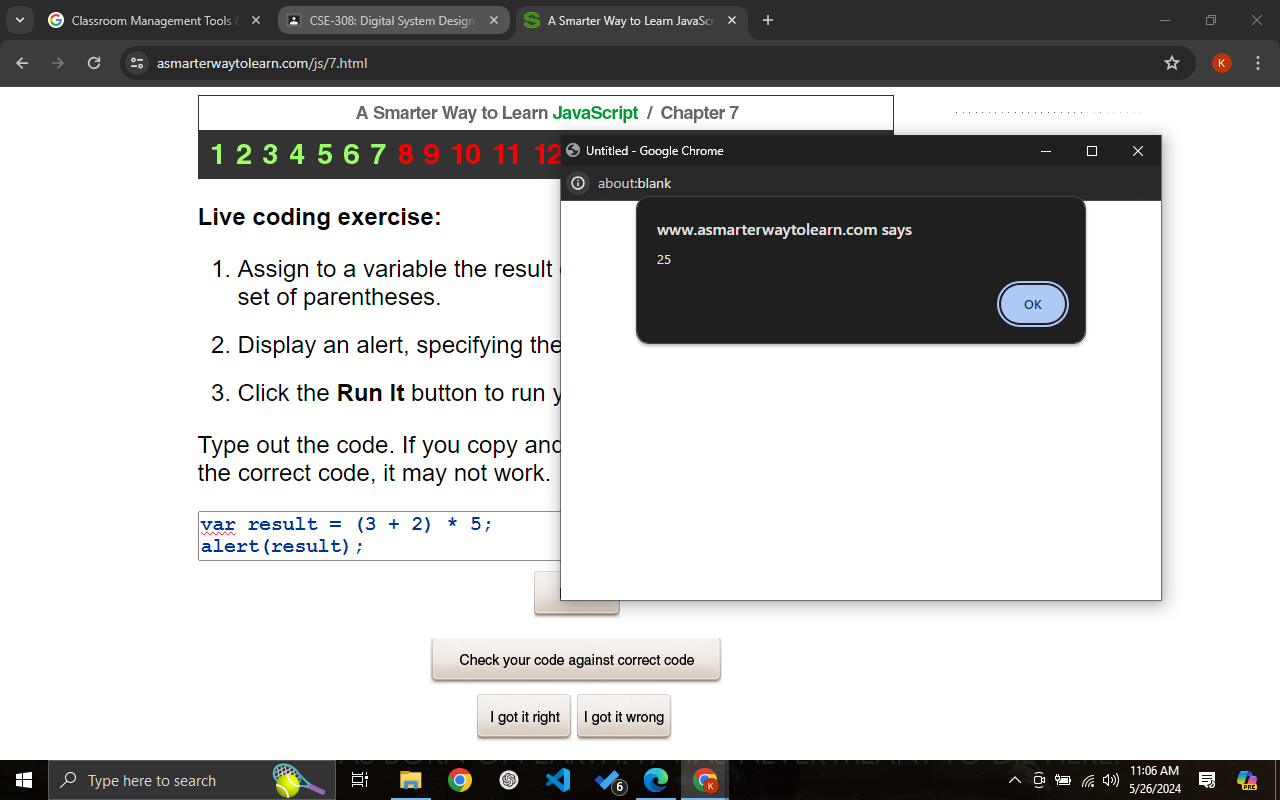 Classroom Management Tools &
CSE-308: Digital System Design
A Smarter Way to Learn JavaScr
asmarterwaytolearn.com/js/7.html
K
A Smarter Way to Learn JavaScript / Chapter 7
1 2 3 4 5 6 7 8 9 10 11 12
Untitled - Google Chrome
about:blank
www.asmarterwaytolearn.com says
25
OK
Live coding exercise:
1. Assign to a variable the result
set of parentheses.
2. Display an alert, specifying the
3. Click the Run It button to run
Type out the code. If you copy and
the correct code, it may not work.
var result = (3 + 2) * 5;
alert(result);
Check your code against correct code
I got it right
I got it wrong
Type here to search
6
K
11:06 AM
5/26/2024
PRE